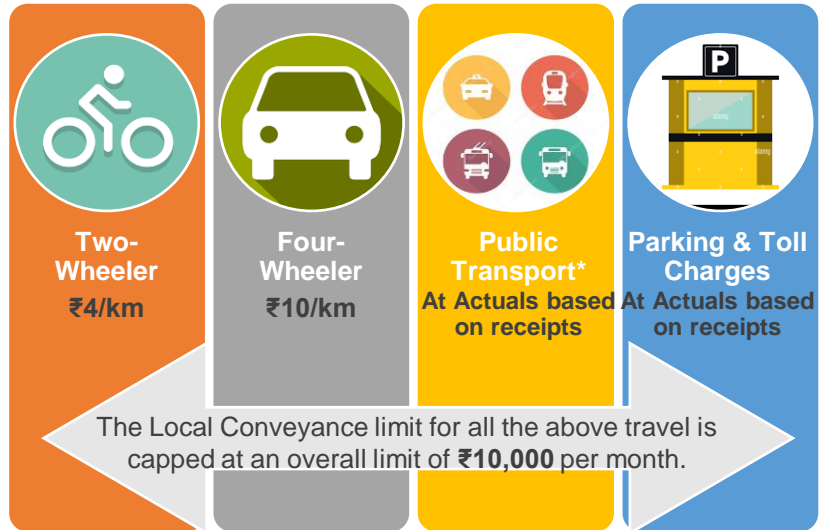 P
Two-
Wheeler
₹4/km
Four-
Wheeler
₹10/km
Public
Transport*
At Actuals based
on receipts
Parking & Toll
Charges
At Actuals based
on receipts
The Local Conveyance limit for all the above travel is
capped at an overall limit of ₹10,000 per month.